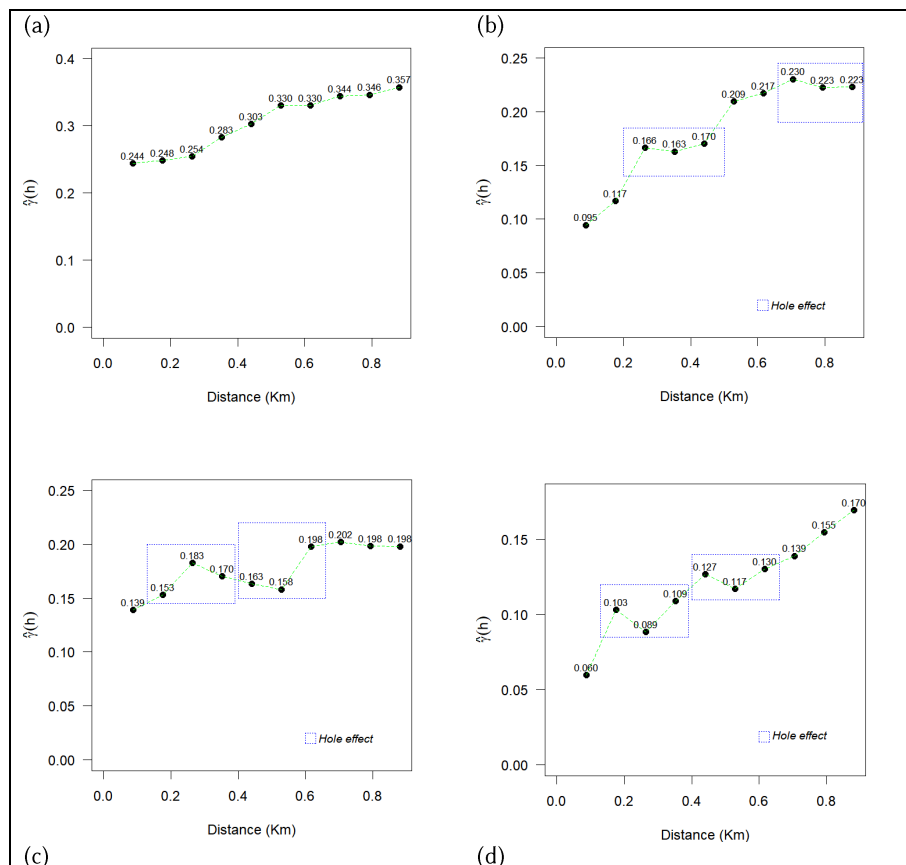 (a)
0.4
0.3
0.2
0.1
0.0
γ̂(h)
0.244 0.248 0.254 0.283 0.303 0.330 0.330 0.344 0.346 0.357
0.0 0.2 0.4 0.6 0.8
Distance (Km)
(b)
0.25
0.20
0.15
0.10
0.05
0.00
γ̂(h)
0.095 0.117 0.166 0.163 0.170 0.209 0.217 0.230 0.223 0.223
Hole effect
0.0 0.2 0.4 0.6 0.8
Distance (Km)
0.25
0.20
0.15
0.10
0.05
0.00
γ̂(h)
0.139 0.153 0.183 0.170 0.163 0.158 0.198 0.202 0.198 0.198
Hole effect
0.0 0.2 0.4 0.6 0.8
Distance (Km)
(c)
0.15
0.10
0.05
0.00
γ̂(h)
0.060 0.103 0.089 0.109 0.127 0.117 0.130 0.139 0.155 0.170
Hole effect
0.0 0.2 0.4 0.6 0.8
Distance (Km)
(d)